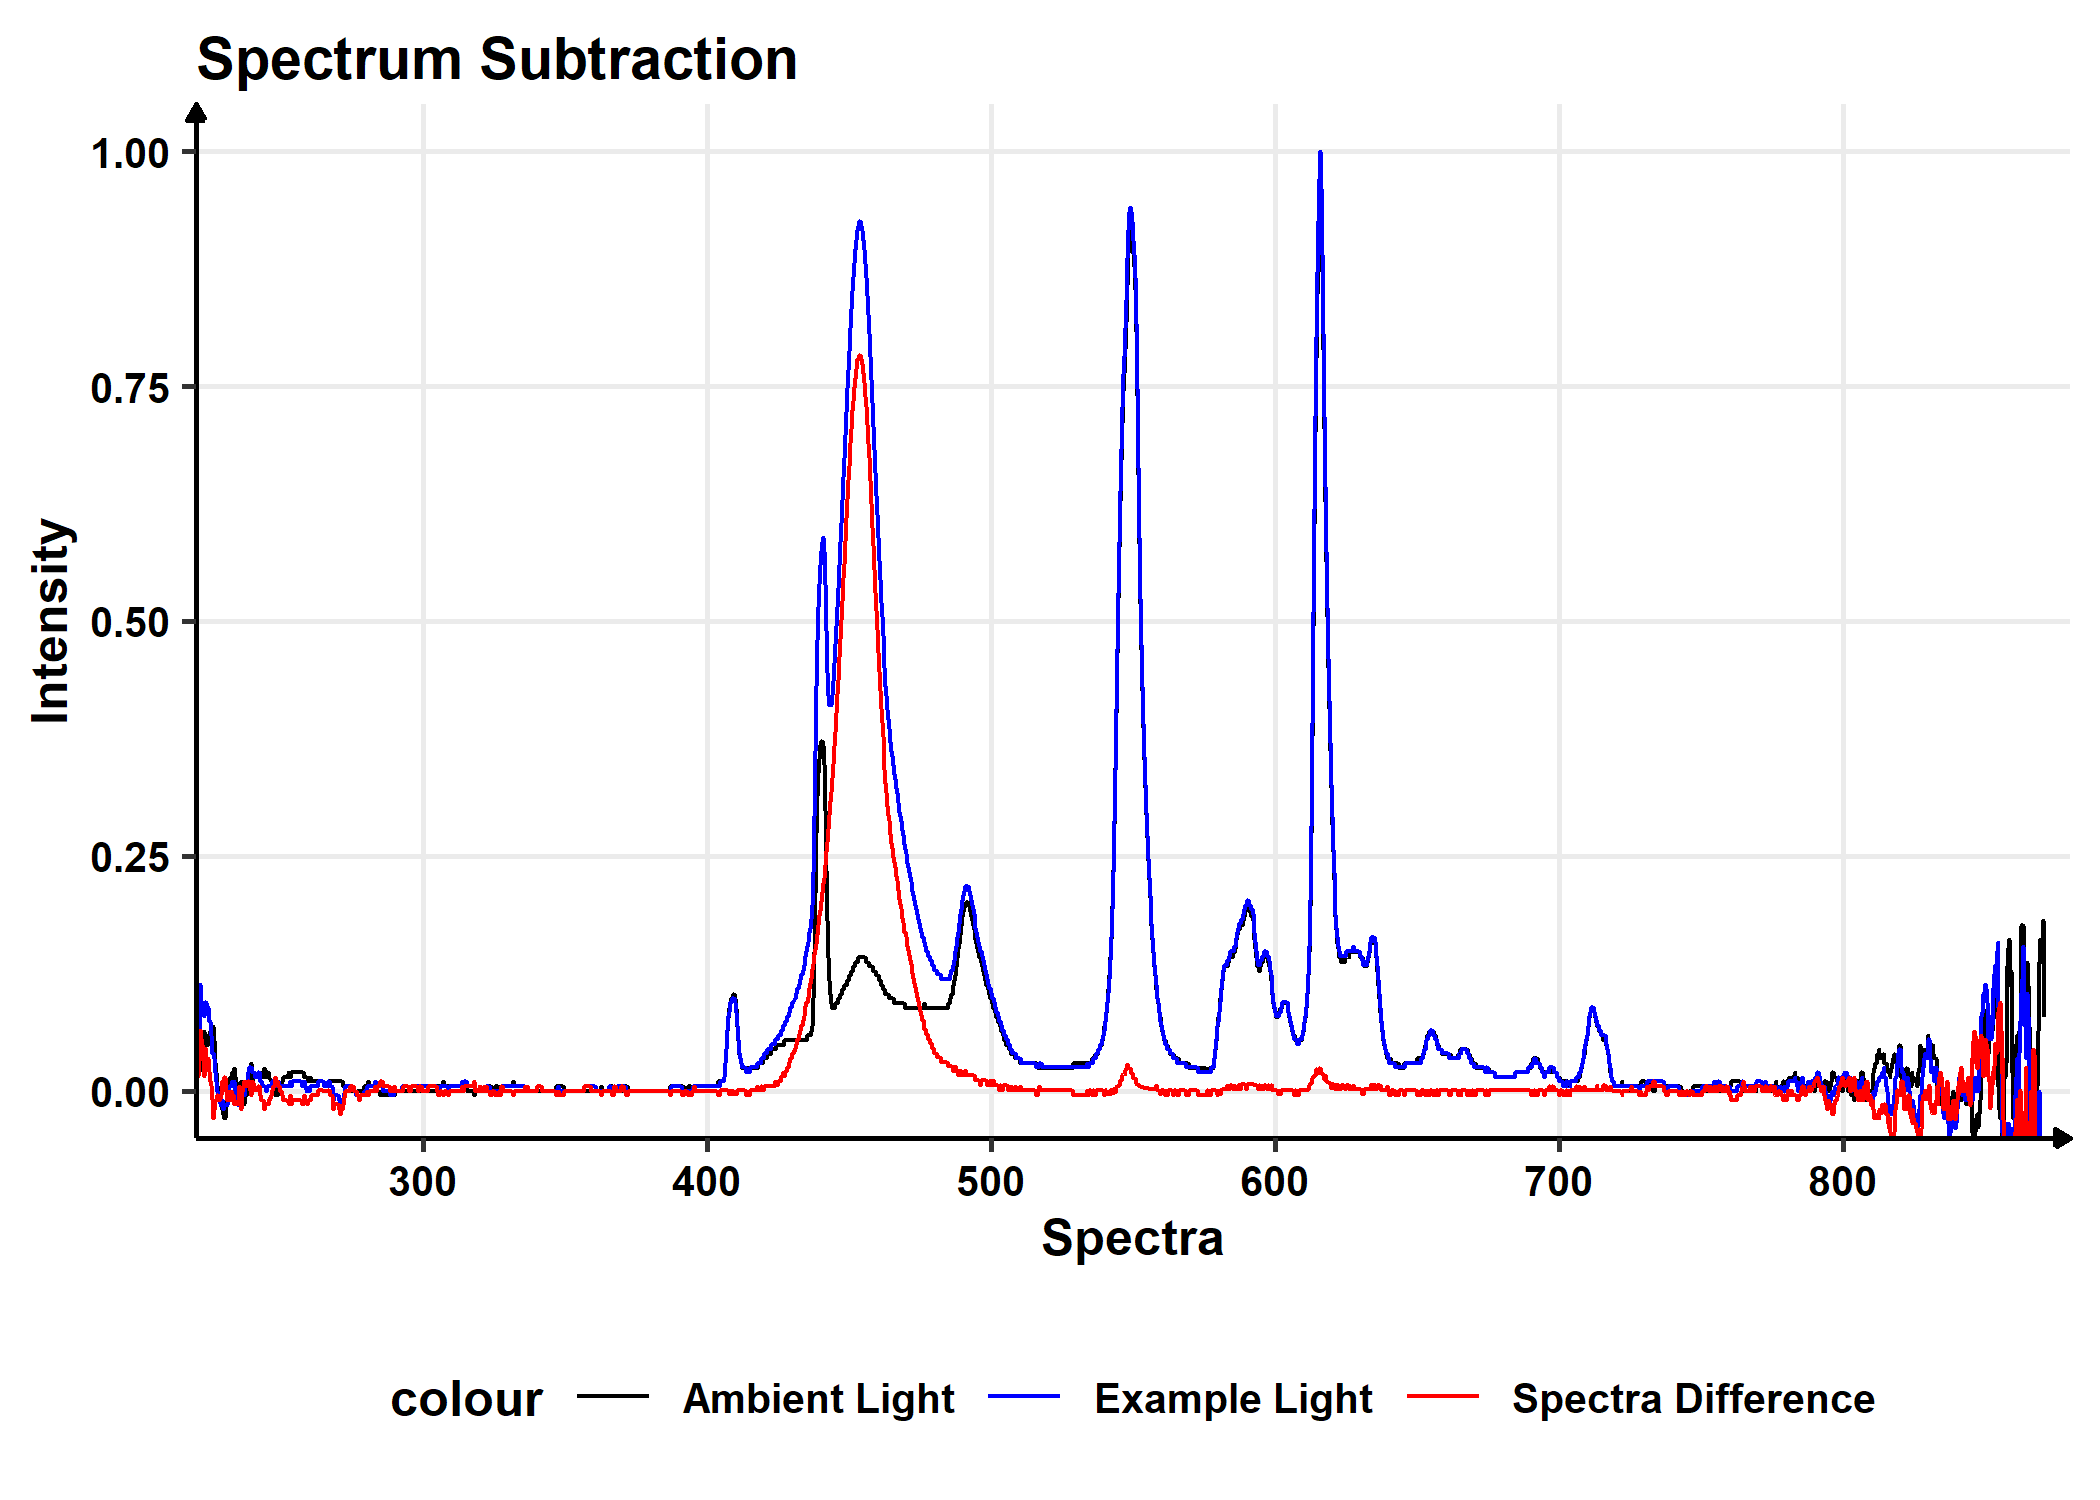 Spectrum Subtraction
1.00
0.75
0.50
0.25
0.00
Intensity
300 400 500 600 700 800
Spectra
colour Ambient Light Example Light Spectra Difference